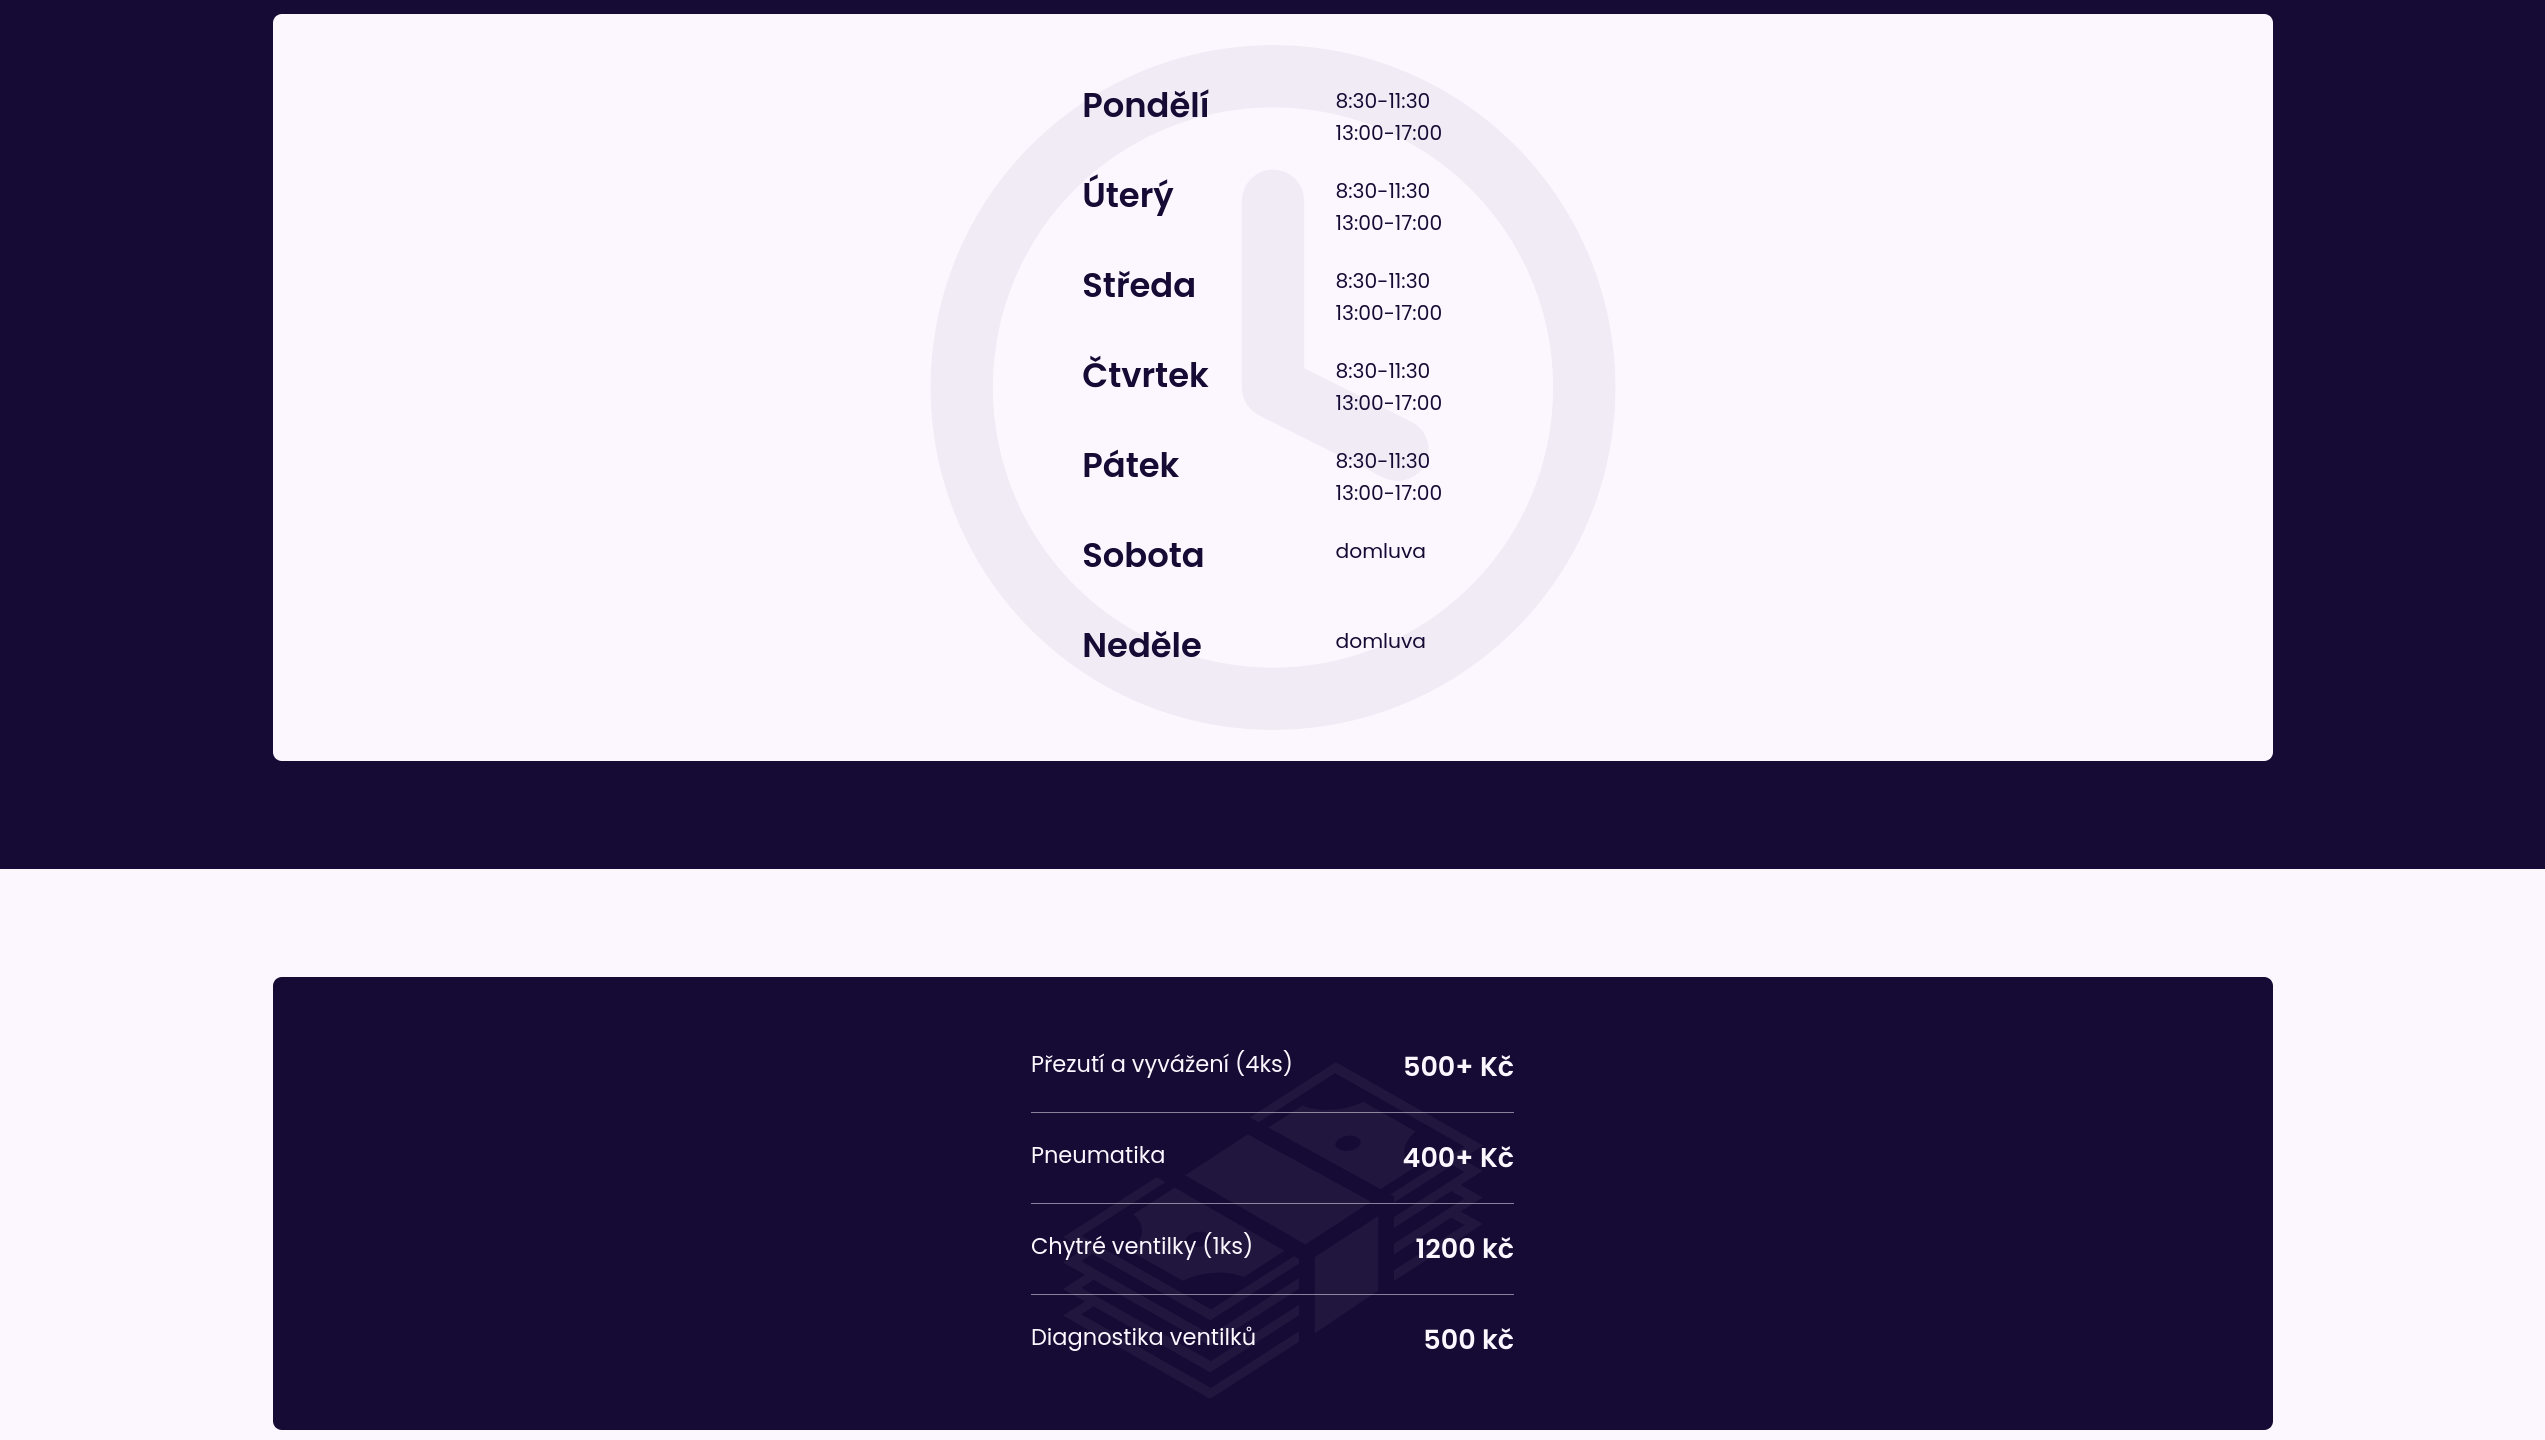 Pondělí
8:30-11:30
13:00-17:00
Úterý
8:30-11:30
13:00-17:00
Středa
8:30-11:30
13:00-17:00
Čtvrtek
8:30-11:30
13:00-17:00
Pátek
8:30-11:30
13:00-17:00
Sobota
domluva
Neděle
domluva
Přezutí a vyvážení (4ks) 500+ Kč
Pneumatika 400+ Kč
Chytré ventilky (1ks) 1200 kč
Diagnostika ventilků 500 kč